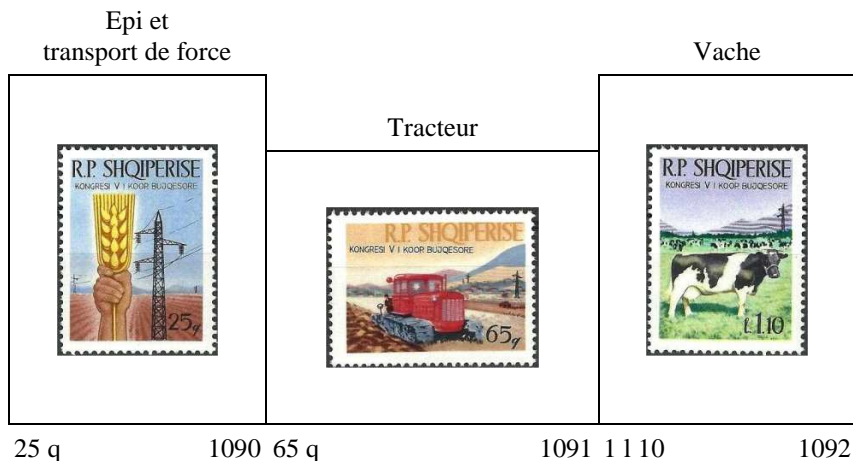 Epi et
transport de force
Vache
Tracteur
R.P. SHQIPERISE
KONGRESI V I KOOP. BUJQESORE
25q
R.P. SHQIPERISE
KONGRESI V I KOOP. BUJQESORE
65q
R.P. SHQIPERISE
KONGRESI V I KOOP. BUJQESORE
L1.10
25 q 1090 65 q 1091 1 l 10 1092